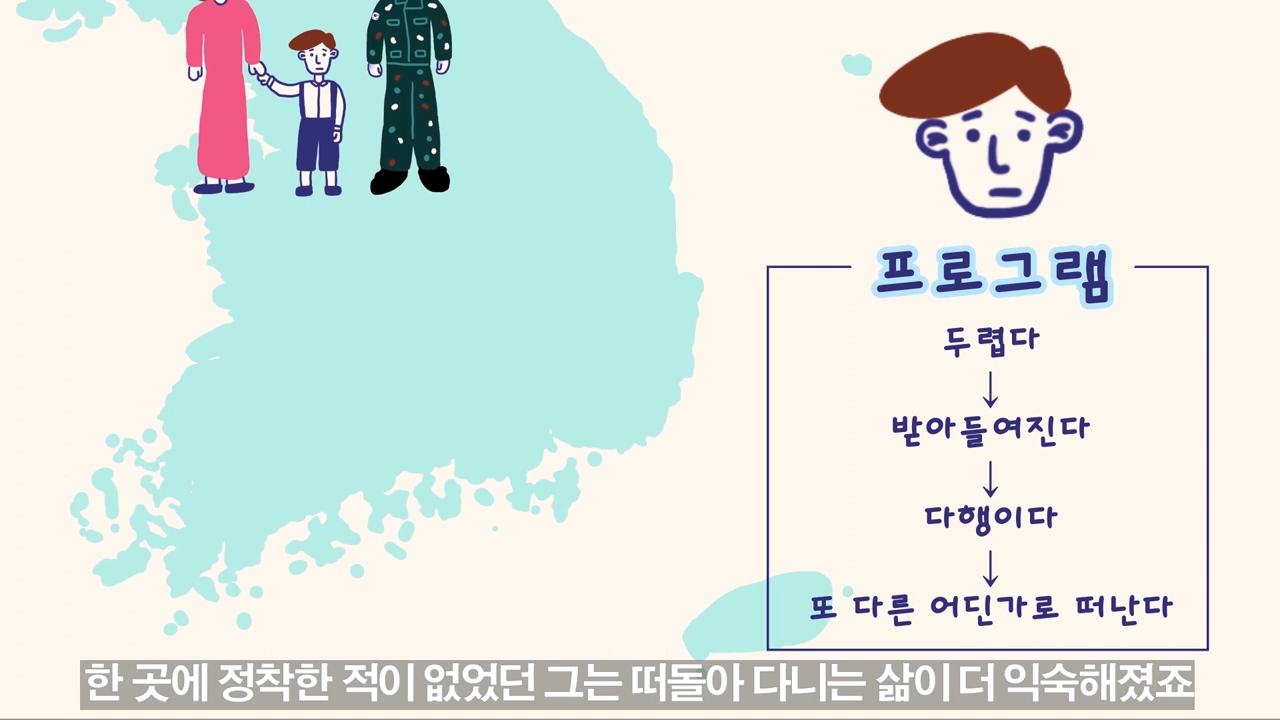 프로그램
두렵다
받아들여진다
다행이다
또 다른 어딘가로 떠난다
한 곳에 정착한 적이 없었던 그는 떠돌아 다니는 삶이 더 익숙해졌죠